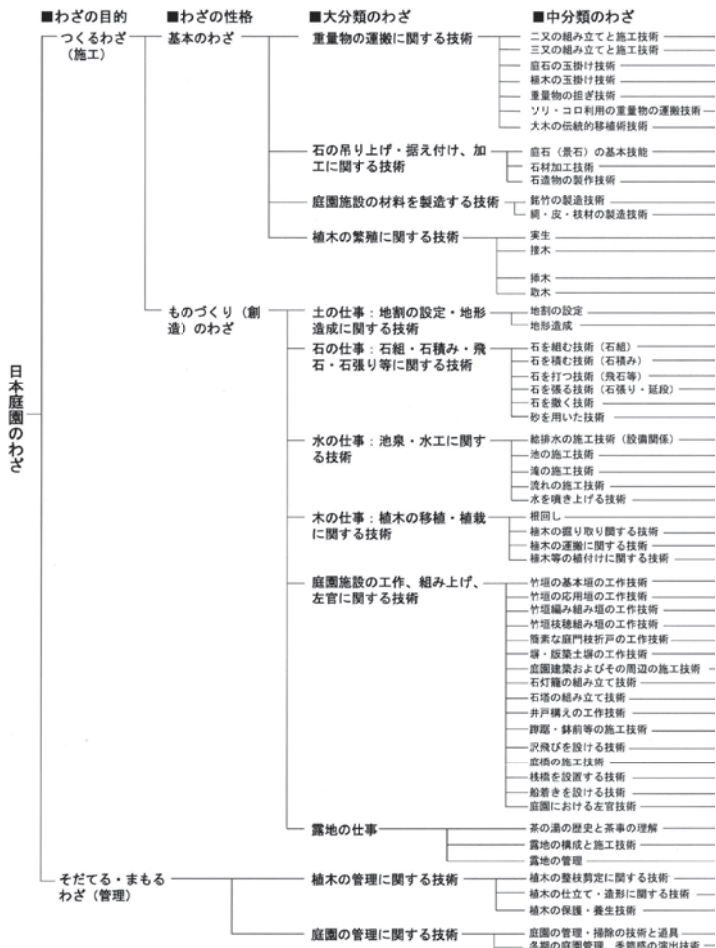 ■わざの目的
■わざの性格
■大分類のわざ
■中分類のわざ
日本庭園のわざ
つくるわざ
(施工)
基本のわざ
重量物の運搬に関する技術
二又の組み立てと施工技術
三又の組み立てと施工技術
庭石の玉掛け技術
植木の玉掛け技術
重量物の担ぎ技術
ソリ・コロ利用の重量物の運搬技術
大木の伝統的移植術技術
石の吊り上げ・据え付け、加
工に関する技術
庭石(景石)の基本技能
石材加工技術
石造物の製作技術
庭園施設の材料を製造する技術
銘竹の製造技術
綱・皮・枝材の製造技術
植木の繁殖に関する技術
実生
接木
挿木
取木
ものづくり(創
造)のわざ
土の仕事:地割の設定・地形
造成に関する技術
地割の設定
地形造成
石の仕事:石組・石積み・飛
石・石張り等に関する技術
石を組む技術(石組)
石を積む技術(石積み)
石を打つ技術(飛石等)
石を張る技術(石張り・延段)
石を撒く技術
砂を用いた技術
水の仕事:池泉・水工に関す
る技術
給排水の施工技術(設備関係)
池の施工技術
滝の施工技術
流れの施工技術
水を噴き上げる技術
木の仕事:植木の移植・植栽
に関する技術
根回し
植木の掘り取り関する技術
植木の運搬に関する技術
植木等の植付けに関する技術
庭園施設の工作、組み上げ、
左官に関する技術
竹垣の基本垣の工作技術
竹垣の応用垣の工作技術
竹垣編み組み垣の工作技術
竹垣枝穂組み垣の工作技術
簡素な庭門枝折戸の工作技術
塀・版築土塀の工作技術
庭園建築およびその周辺の施工技術
石灯籠の組み立て技術
石塔の組み立て技術
井戸構えの工作技術
蹲踞・鉢前等の施工技術
沢飛びを設ける技術
庭橋の施工技術
桟橋を設置する技術
船着きを設ける技術
庭園における左官技術
露地の仕事
茶の湯の歴史と茶事の理解
露地の構成と施工技術
露地の管理
そだてる・まもる
わざ(管理)
植木の管理に関する技術
植木の整枝剪定に関する技術
植木の仕立て・造形に関する技術
植木の保護・養生技術
庭園の管理に関する技術
庭園の管理・掃除の技術と道具
冬期の庭園管理、季節感の演出技術